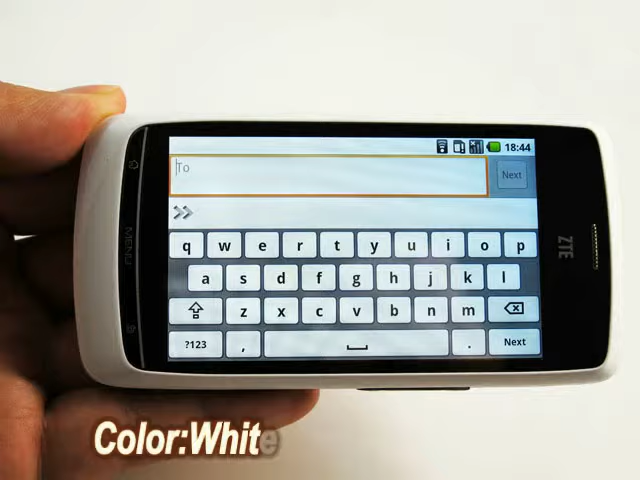 18:44
To
Next
q w e r t y u i o p
a s d f g h j k l
z x c v b n m
?123 , . Next
MENU
ZTE
Color:White